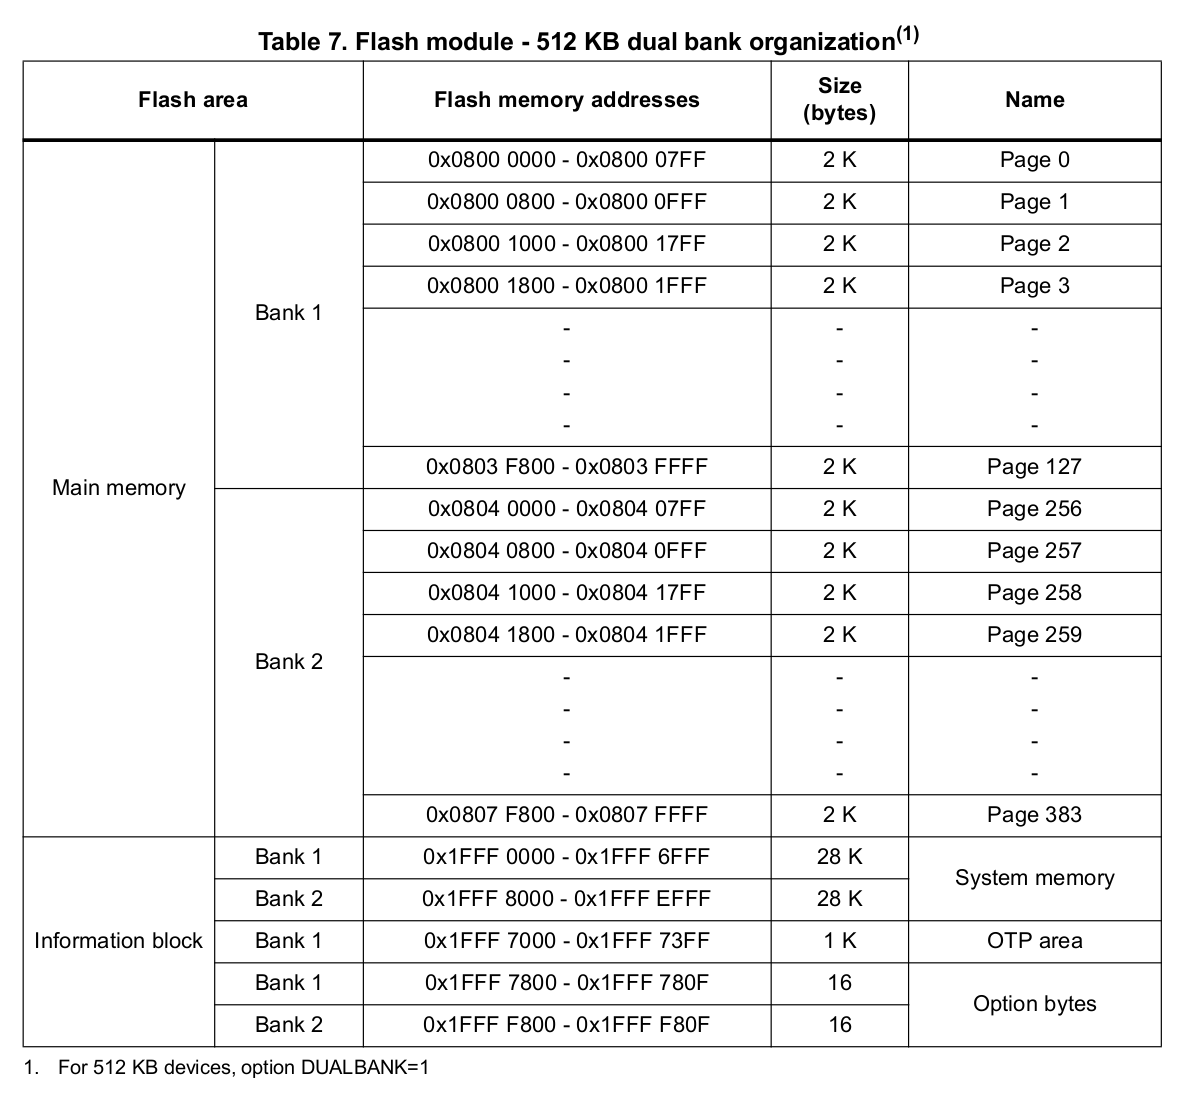 Table 7. Flash module - 512 KB dual bank organization(1)
Flash area Flash memory addresses Size (bytes) Name
Main memory Bank 1 0x0800 0000 - 0x0800 07FF 2 K Page 0
0x0800 0800 - 0x0800 0FFF 2 K Page 1
0x0800 1000 - 0x0800 17FF 2 K Page 2
0x0800 1800 - 0x0800 1FFF 2 K Page 3
- - -
- - -
- - -
- - -
0x0803 F800 - 0x0803 FFFF 2 K Page 127
Bank 2 0x0804 0000 - 0x0804 07FF 2 K Page 256
0x0804 0800 - 0x0804 0FFF 2 K Page 257
0x0804 1000 - 0x0804 17FF 2 K Page 258
0x0804 1800 - 0x0804 1FFF 2 K Page 259
- - -
- - -
- - -
- - -
0x0807 F800 - 0x0807 FFFF 2 K Page 383
Information block Bank 1 0x1FFF 0000 - 0x1FFF 6FFF 28 K System memory
Bank 2 0x1FFF 8000 - 0x1FFF EFFF 28 K
Bank 1 0x1FFF 7000 - 0x1FFF 73FF 1 K OTP area
Bank 1 0x1FFF 7800 - 0x1FFF 780F 16 Option bytes
Bank 2 0x1FFF F800 - 0x1FFF F80F 16
1. For 512 KB devices, option DUALBANK=1